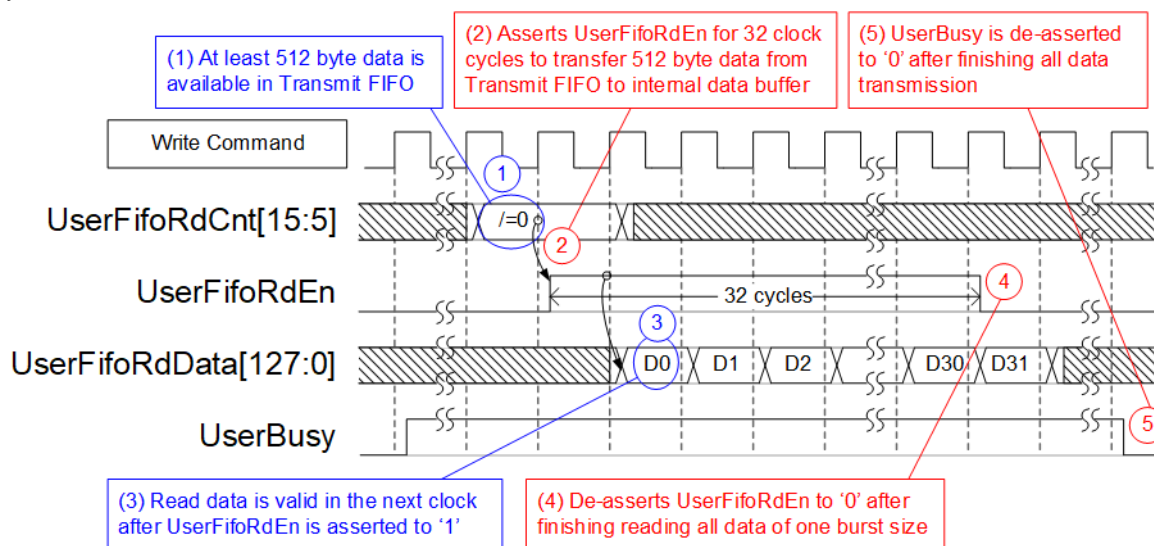 (1) At least 512 byte data is
available in Transmit FIFO
(2) Asserts UserFifoRdEn for 32 clock
cycles to transfer 512 byte data from
Transmit FIFO to internal data buffer
(5) UserBusy is de-asserted
to ‘0’ after finishing all data
transmission
Write Command
1
UserFifoRdCnt[15:5]
/=0
2
UserFifoRdEn
32 cycles
4
3
UserFifoRdData[127:0]
D0
D1
D2
D30
D31
UserBusy
5
(3) Read data is valid in the next clock
after UserFifoRdEn is asserted to ‘1’
(4) De-asserts UserFifoRdEn to ‘0’ after
finishing reading all data of one burst size